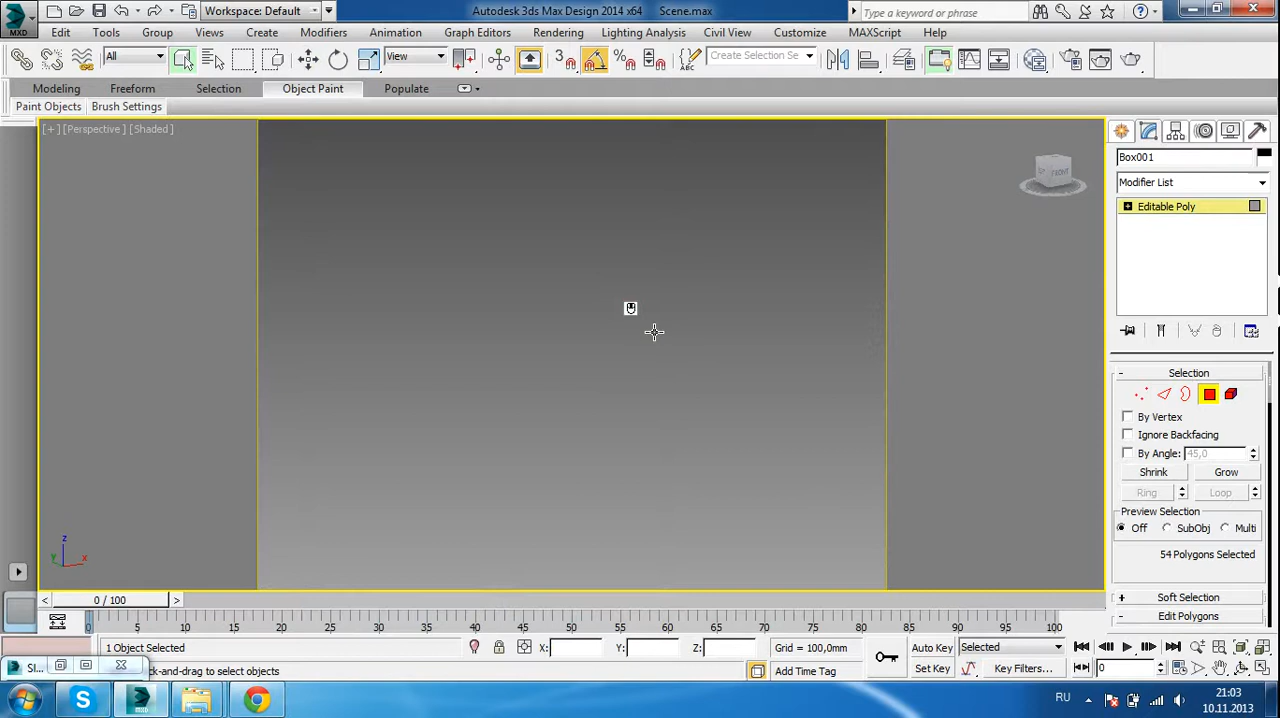 Workspace: Default
Autodesk 3ds Max Design 2014 x64 Scene.max
Type a keyword or phrase
MXD
Edit Tools Group Views Create Modifiers Animation Graph Editors Rendering Lighting Analysis Civil View Customize MAXScript Help
All View 3 Create Selection Se
Modeling Freeform Selection Object Paint Populate
Paint Objects Brush Settings
[+] [Perspective] [Shaded]
FRONT
Box001
Modifier List
Editable Poly
Selection
By Vertex
Ignore Backfacing
By Angle: 45,0
Shrink Grow
Ring Loop
Preview Selection
Off SubObj Multi
54 Polygons Selected
Soft Selection
Edit Polygons
z
y x
< 0 / 100 >
0 5 10 15 20 25 30 35 40 45 50 55 60 65 70 75 80 85 90 95 100
1 Object Selected X: Y: Z: Grid = 100,0mm Auto Key Selected
ck-and-drag to select objects Add Time Tag Set Key Key Filters... 0
RU 21:03
10.11.2013